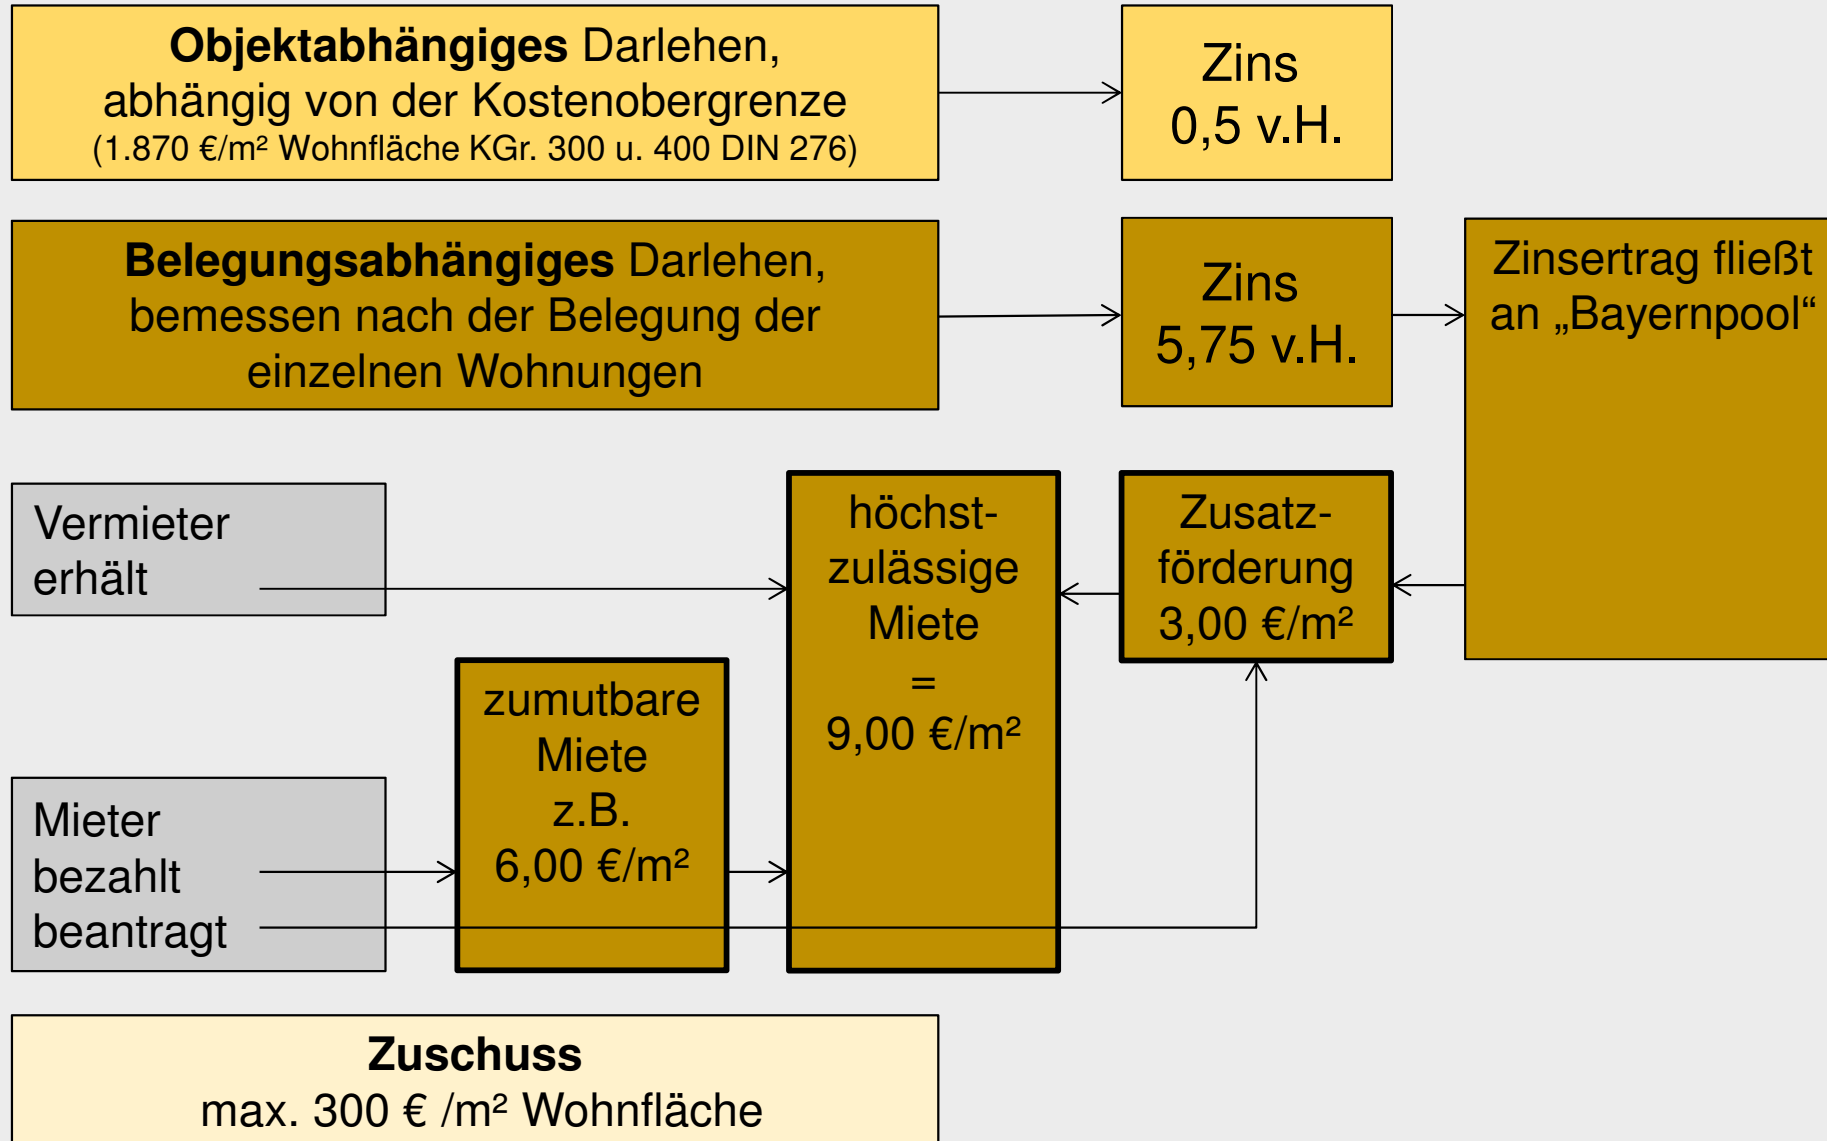 Objektabhängiges Darlehen,
abhängig von der Kostenobergrenze
(1.870 €/m² Wohnfläche KGr. 300 u. 400 DIN 276)
Zins
0,5 v.H.
Belegungsabhängiges Darlehen,
bemessen nach der Belegung der
einzelnen Wohnungen
Zins
5,75 v.H.
Zinsertrag fließt
an „Bayernpool“
Vermieter
erhält
höchst-
zulässige
Miete
=
9,00 €/m²
Zusatz-
förderung
3,00 €/m²
zumutbare
Miete
z.B.
6,00 €/m²
Mieter
bezahlt
beantragt
Zuschuss
max. 300 € /m² Wohnfläche